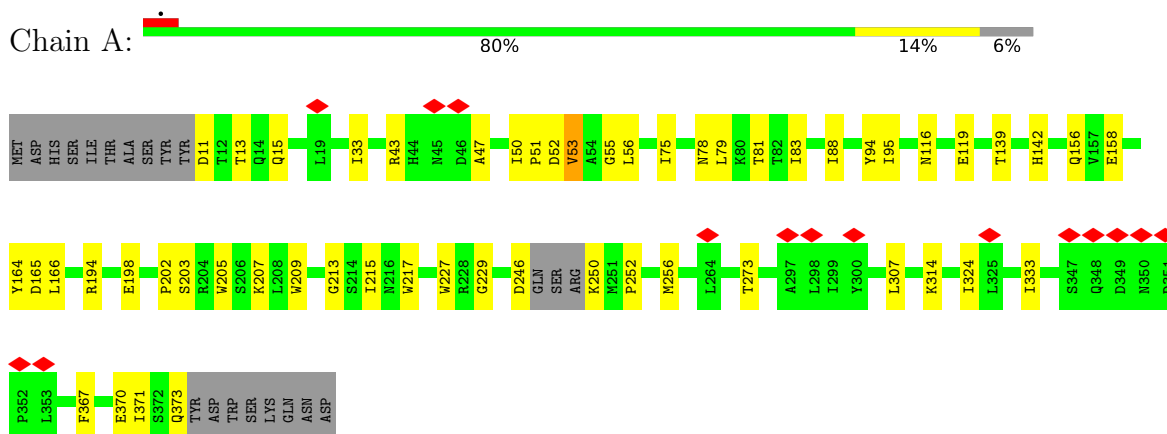 Chain A:
80% 14% 6%
MET ASP HIS SER ILE THR ALA SER TYR TYR D11 T12 T13 Q14 Q15 L19 I33 R43 H44 N45 D46 A47 I50 P51 D52 V53 A54 G55 L56 I75 N78 L79 K80 T81 T82 I83 I88 Y94 I95 N116 E119 T139 H142 Q156 V157 E158
Y164 D165 L166 R194 E198 P202 S203 R204 W205 S206 K207 L208 W209 G213 S214 I215 N216 W217 W227 R228 G229 D246 GLN SER ARG K250 M251 P252 M256 L264 T273 A297 L298 I299 Y300 L307 K314 I324 L325 I333 S347 Q348 D349 N350
P352 L353 F367 E370 I371 S372 Q373 TYR ASP TRP SER LYS GLN ASN ASP